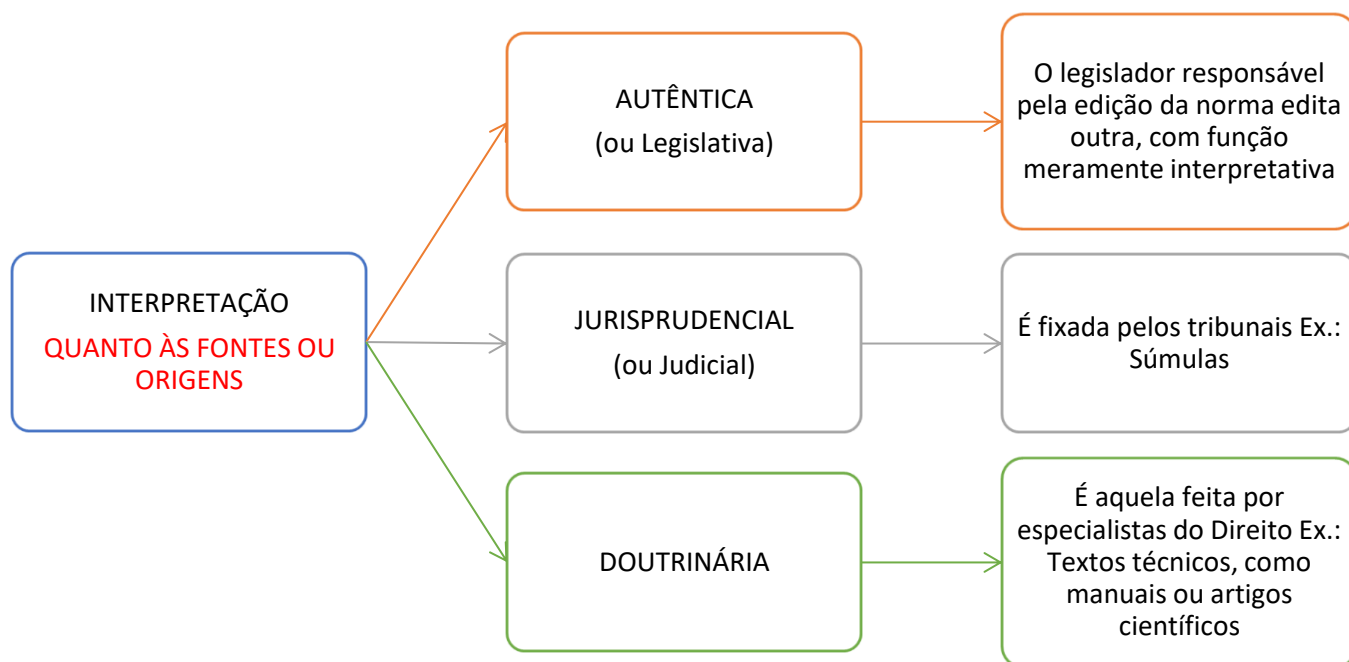 INTERPRETAÇÃO
QUANTO ÀS FONTES OU
ORIGENS
AUTÊNTICA
(ou Legislativa)
O legislador responsável
pela edição da norma edita
outra, com função
meramente interpretativa
JURISPRUDENCIAL
(ou Judicial)
É fixada pelos tribunais Ex.:
Súmulas
DOUTRINÁRIA
É aquela feita por
especialistas do Direito Ex.:
Textos técnicos, como
manuais ou artigos
científicos